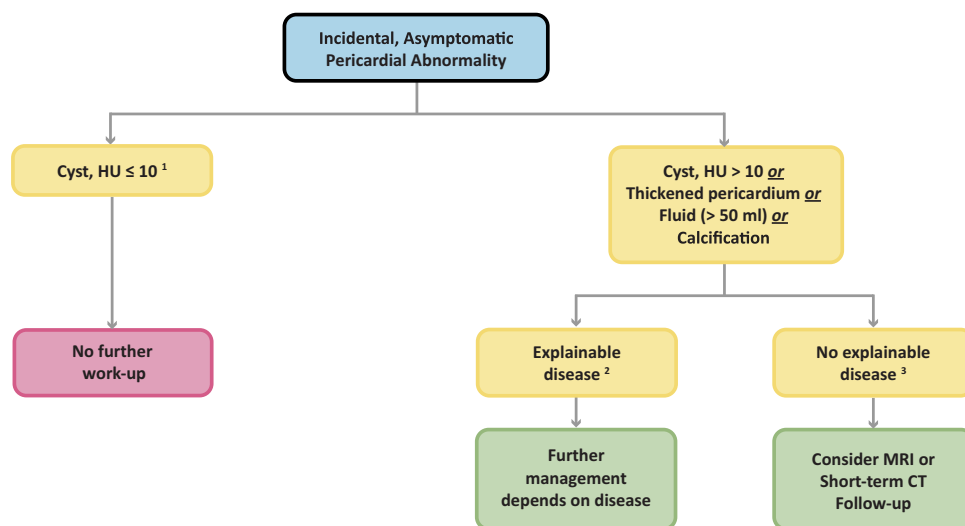 Incidental, Asymptomatic
Pericardial Abnormality
Cyst, HU ≤ 10 ¹
Cyst, HU > 10 or
Thickened pericardium or
Fluid (> 50 ml) or
Calcification
No further
work-up
Explainable
disease ²
No explainable
disease ³
Further
management
depends on disease
Consider MRI or
Short-term CT
Follow-up